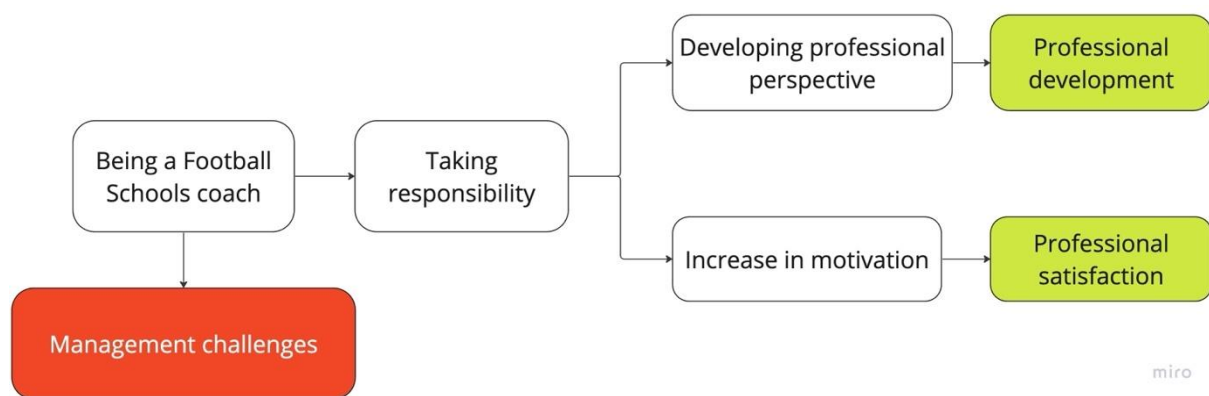 Developing professional
perspective
Professional
development
Being a Football
Schools coach
Taking
responsibility
Increase in motivation
Professional
satisfaction
Management challenges
miro